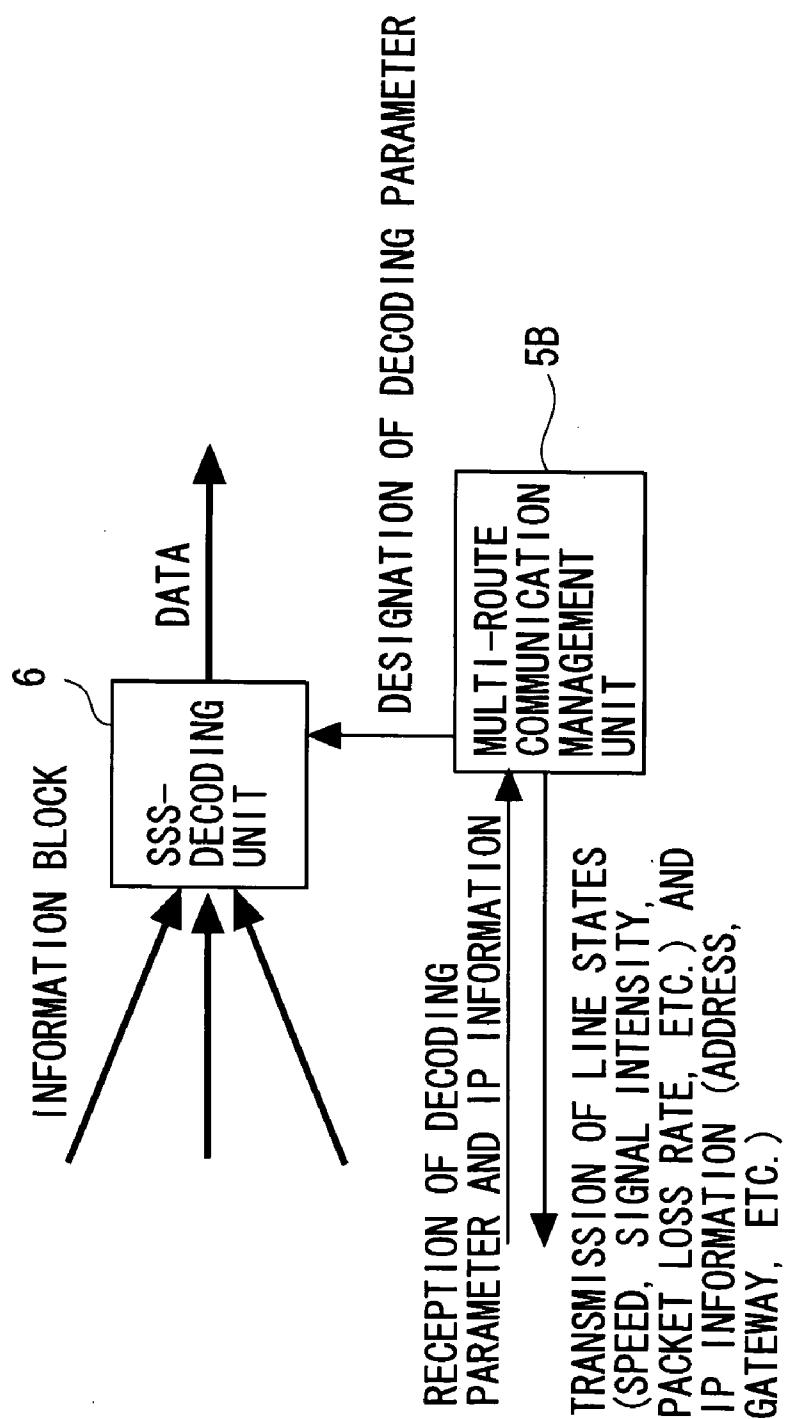 INFORMATION BLOCK
6
SSS-
DECODING
UNIT
DATA
DESIGNATION OF DECODING PARAMETER
RECEPTION OF DECODING
PARAMETER AND IP INFORMATION
5B
MULTI-ROUTE
COMMUNICATION
MANAGEMENT
UNIT
TRANSMISSION OF LINE STATES
(SPEED, SIGNAL INTENSITY,
PACKET LOSS RATE, ETC.) AND
IP INFORMATION (ADDRESS,
GATEWAY, ETC.)